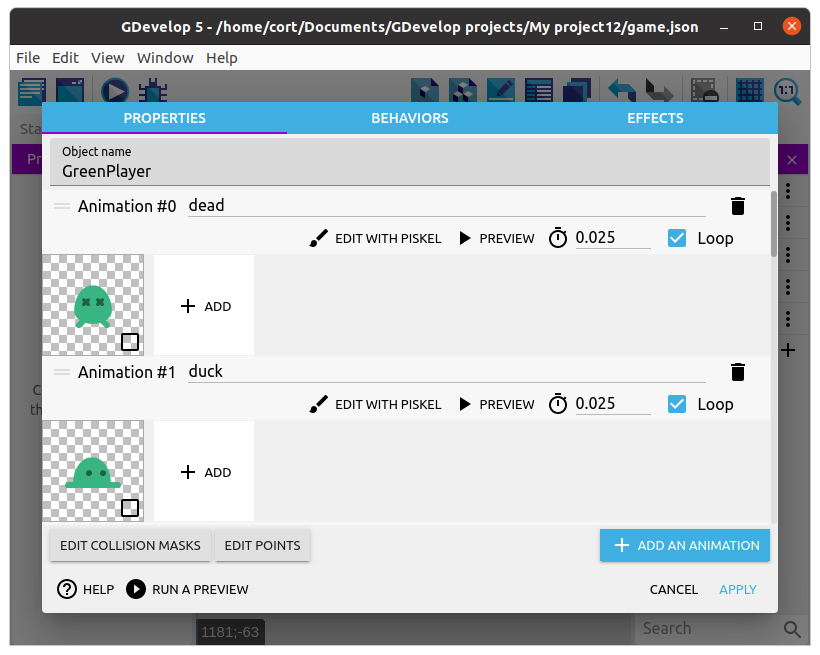 GDevelop 5 - /home/cort/Documents/GDevelop projects/My project12/game.json
File Edit View Window Help
1:1
Sta
PROPERTIES BEHAVIORS EFFECTS
Pr
Object name
GreenPlayer
Animation #0 dead
EDIT WITH PISKEL PREVIEW 0.025 Loop
ADD
Animation #1 duck
C
th
EDIT WITH PISKEL PREVIEW 0.025 Loop
ADD
EDIT COLLISION MASKS EDIT POINTS ADD AN ANIMATION
HELP RUN A PREVIEW CANCEL APPLY
1181;-63 Search